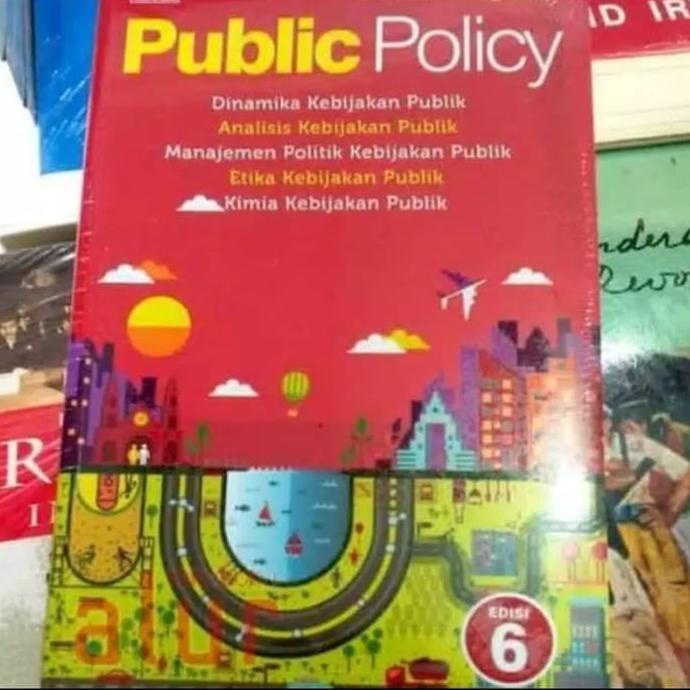 Public Policy
Dinamika Kebijakan Publik
Analisis Kebijakan Publik
Manajemen Politik Kebijakan Publik
Etika Kebijakan Publik
Kimia Kebijakan Publik
EDISI
6
alur